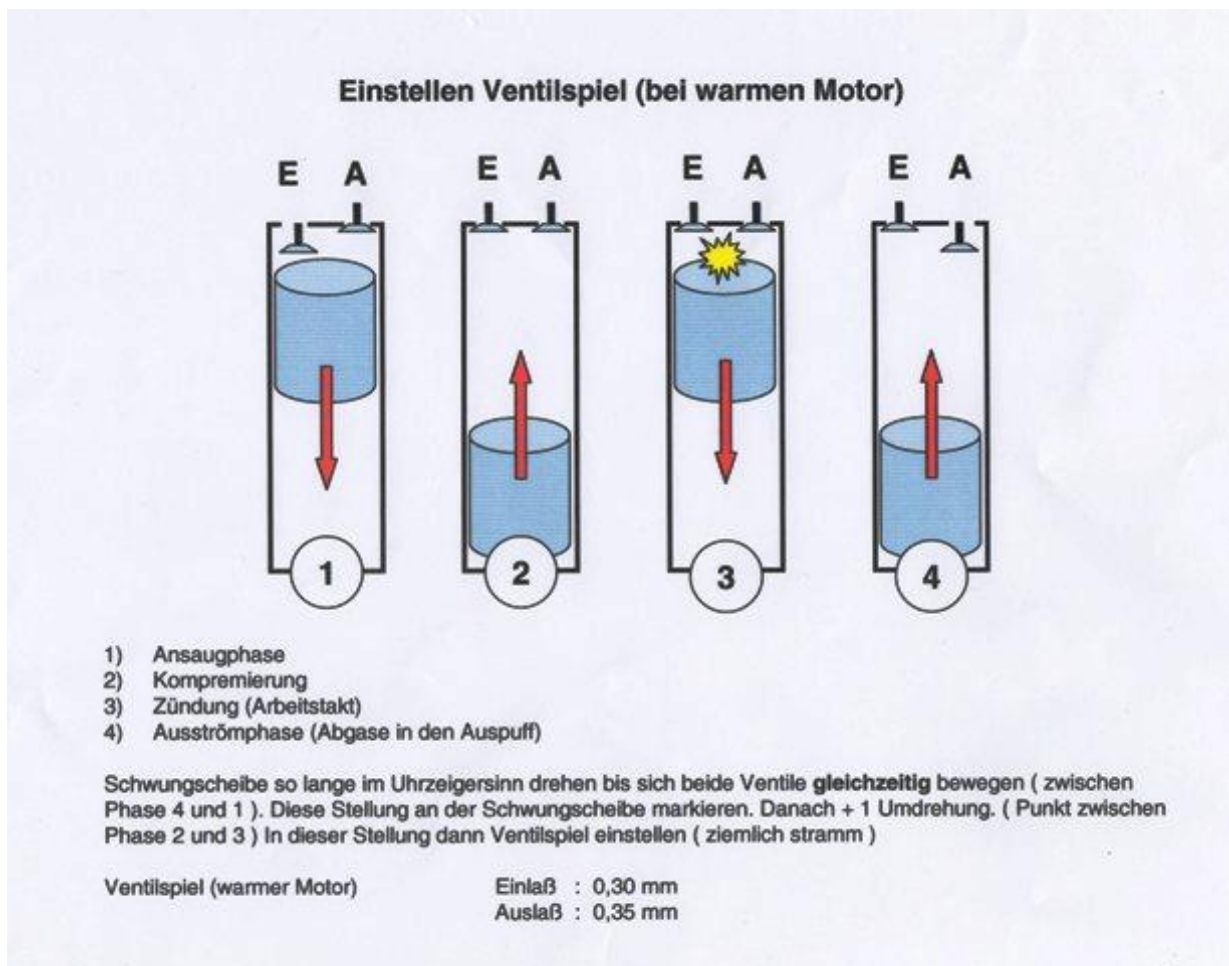 Einstellen Ventilspiel (bei warmen Motor)
E A E A E A E A
1 2 3 4
1) Ansaugphase
2) Kompremierung
3) Zündung (Arbeitstakt)
4) Ausströmphase (Abgase in den Auspuff)
Schwungscheibe so lange im Uhrzeigersinn drehen bis sich beide Ventile gleichzeitig bewegen ( zwischen
Phase 4 und 1 ). Diese Stellung an der Schwungscheibe markieren. Danach + 1 Umdrehung. ( Punkt zwischen
Phase 2 und 3 ) In dieser Stellung dann Ventilspiel einstellen ( ziemlich stramm )
Ventilspiel (warmer Motor) Einlaß : 0,30 mm
Auslaß : 0,35 mm